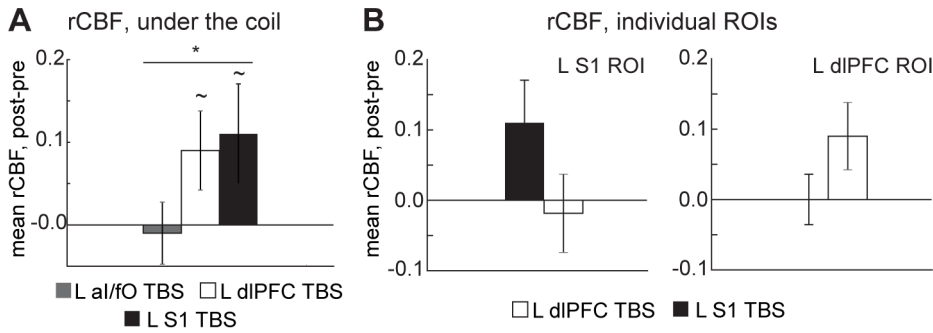 A rCBF, under the coil
mean rCBF, post-pre
0.2
0.1
-0.0
*
~
~
L aI/fO TBS L dlPFC TBS
L S1 TBS
B rCBF, individual ROIs
mean rCBF, post-pre
0.2
0.1
0.0
-0.1
L S1 ROI
0.2
0.1
0.0
-0.1
L dlPFC ROI
L dlPFC TBS L S1 TBS